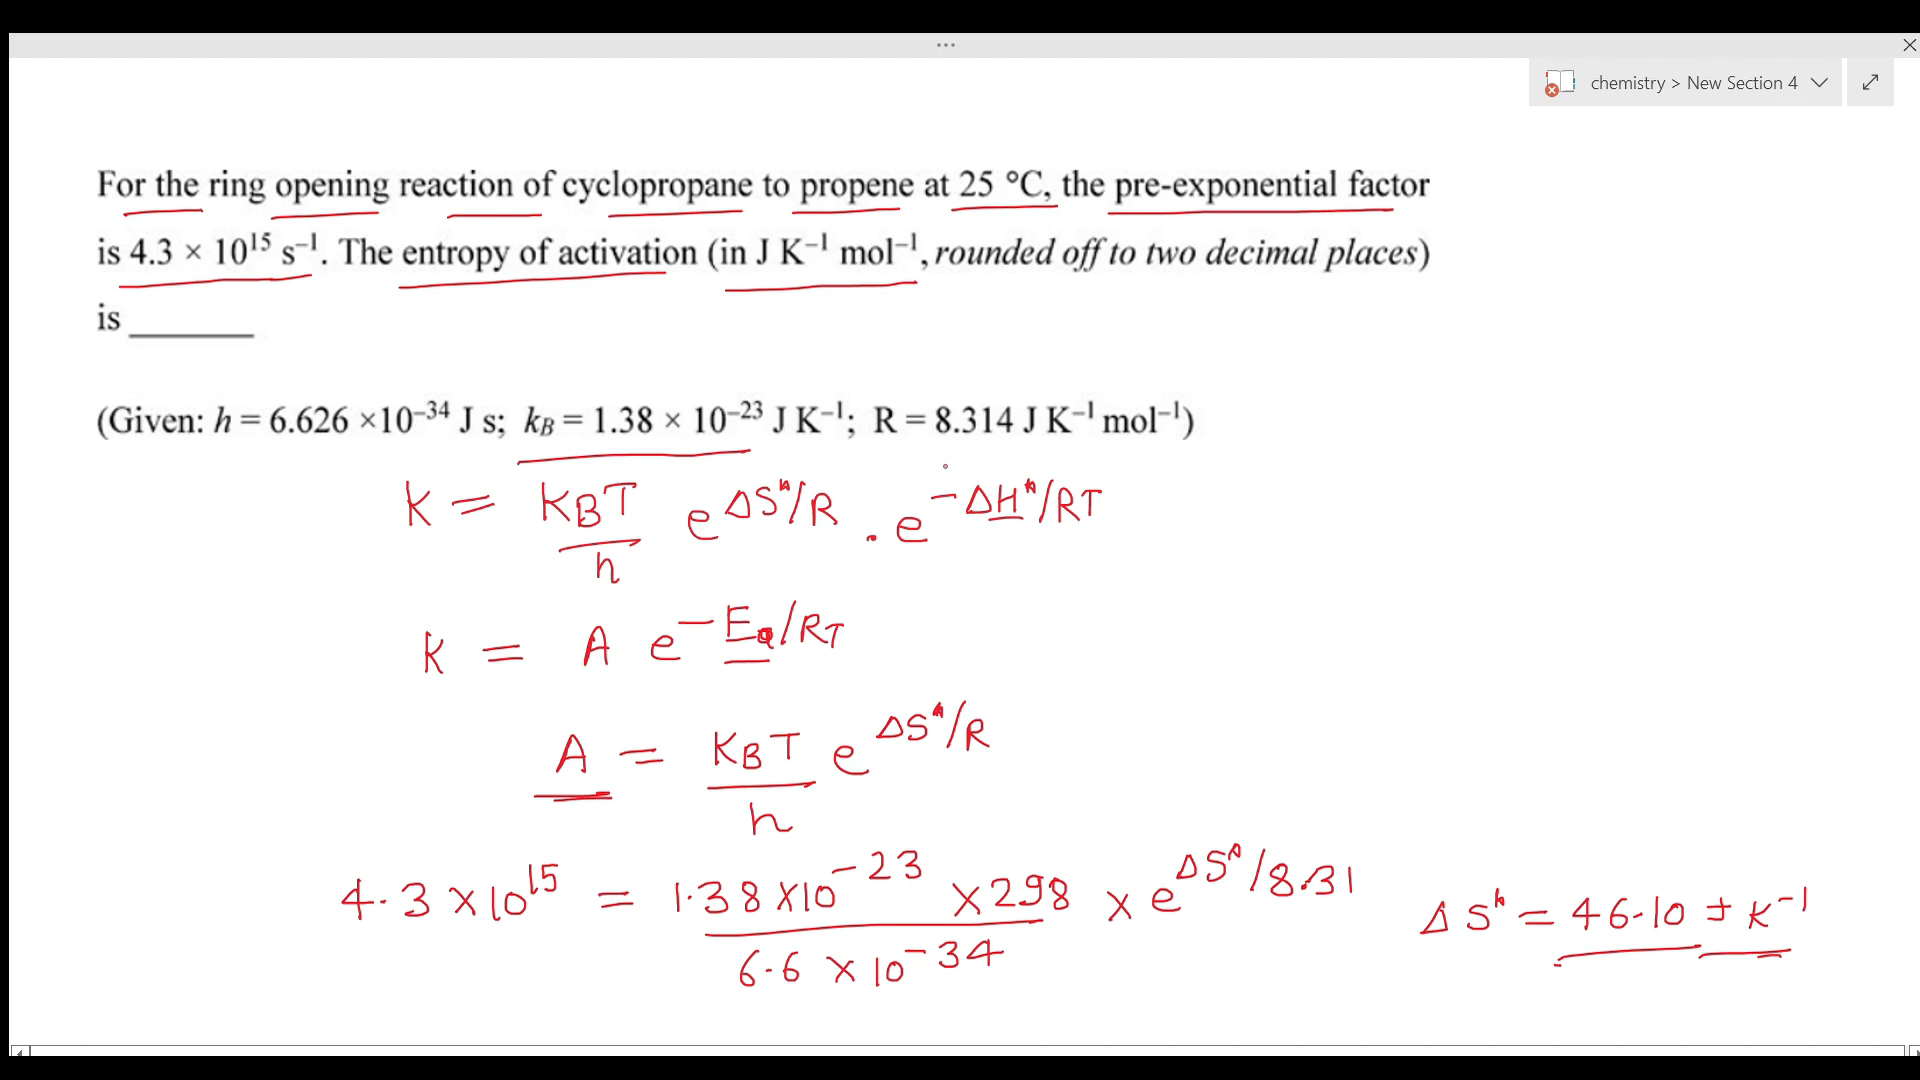 chemistry > New Section 4
For the ring opening reaction of cyclopropane to propene at 25 °C, the pre-exponential factor
is 4.3 × 10¹⁵ s⁻¹. The entropy of activation (in J K⁻¹ mol⁻¹, rounded off to two decimal places)
is ________
(Given: h = 6.626 ×10⁻³⁴ J s; k_B = 1.38 × 10⁻²³ J K⁻¹; R = 8.314 J K⁻¹ mol⁻¹)
K = K_BT/h e^(ΔS^‡/R) . e^(-ΔH^‡/RT)
K = A e^(-Ea/RT)
A = K_BT/h e^(ΔS^‡/R)
4.3 × 10¹⁵ = 1.38 × 10⁻²³ × 298 / 6.6 × 10⁻³⁴ × e^(ΔS^‡/8.31)
ΔS^‡ = 46.10 J K⁻¹